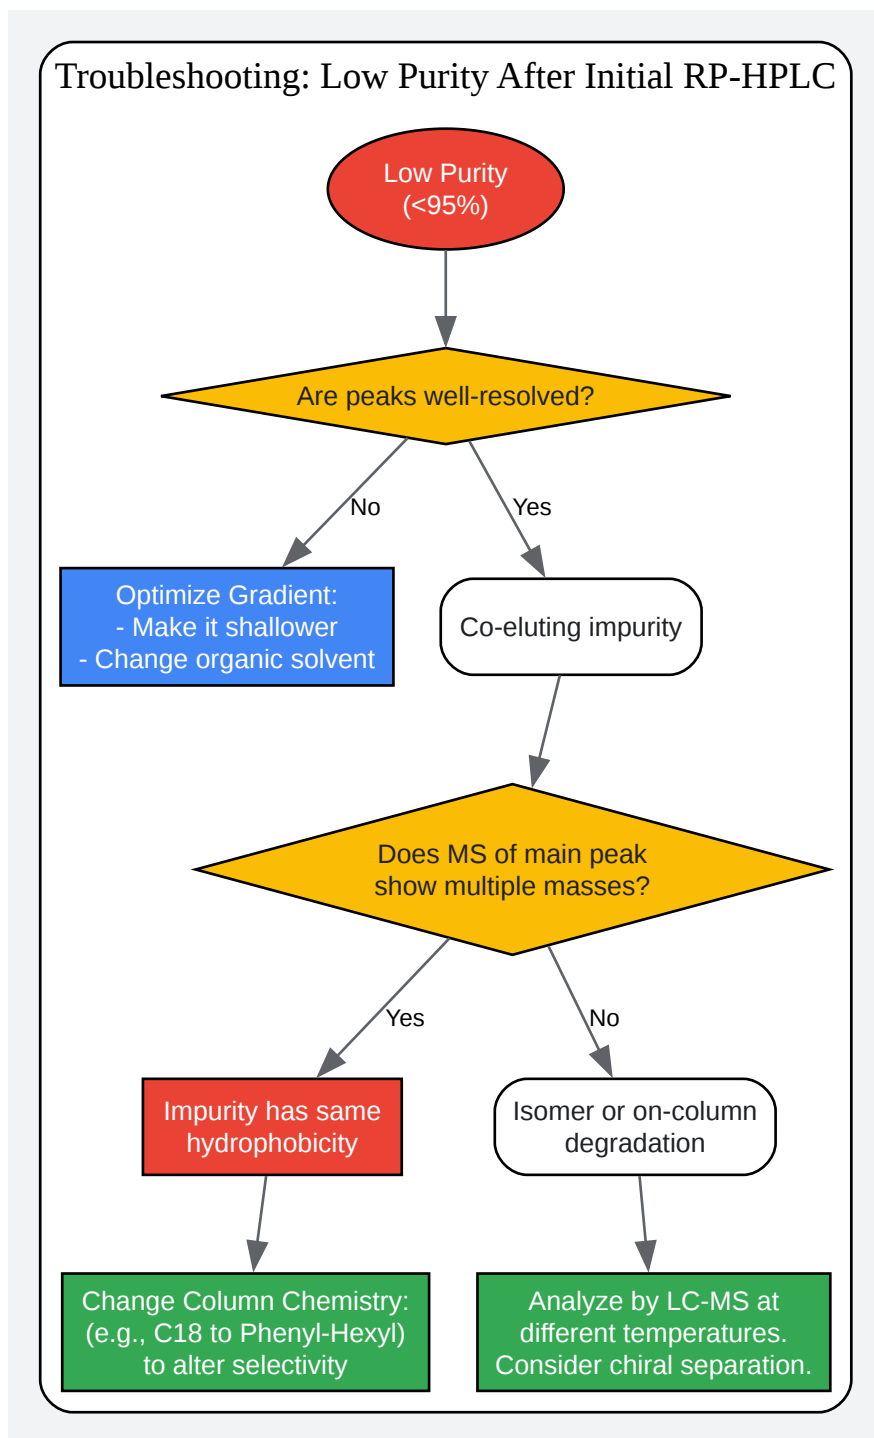 Troubleshooting: Low Purity After Initial RP-HPLC
Low Purity
(<95%)
Are peaks well-resolved?
No
Yes
Optimize Gradient:
- Make it shallower
- Change organic solvent
Co-eluting impurity
Does MS of main peak
show multiple masses?
Yes
No
Impurity has same
hydrophobicity
Isomer or on-column
degradation
Change Column Chemistry:
(e.g., C18 to Phenyl-Hexyl)
to alter selectivity
Analyze by LC-MS at
different temperatures.
Consider chiral separation.